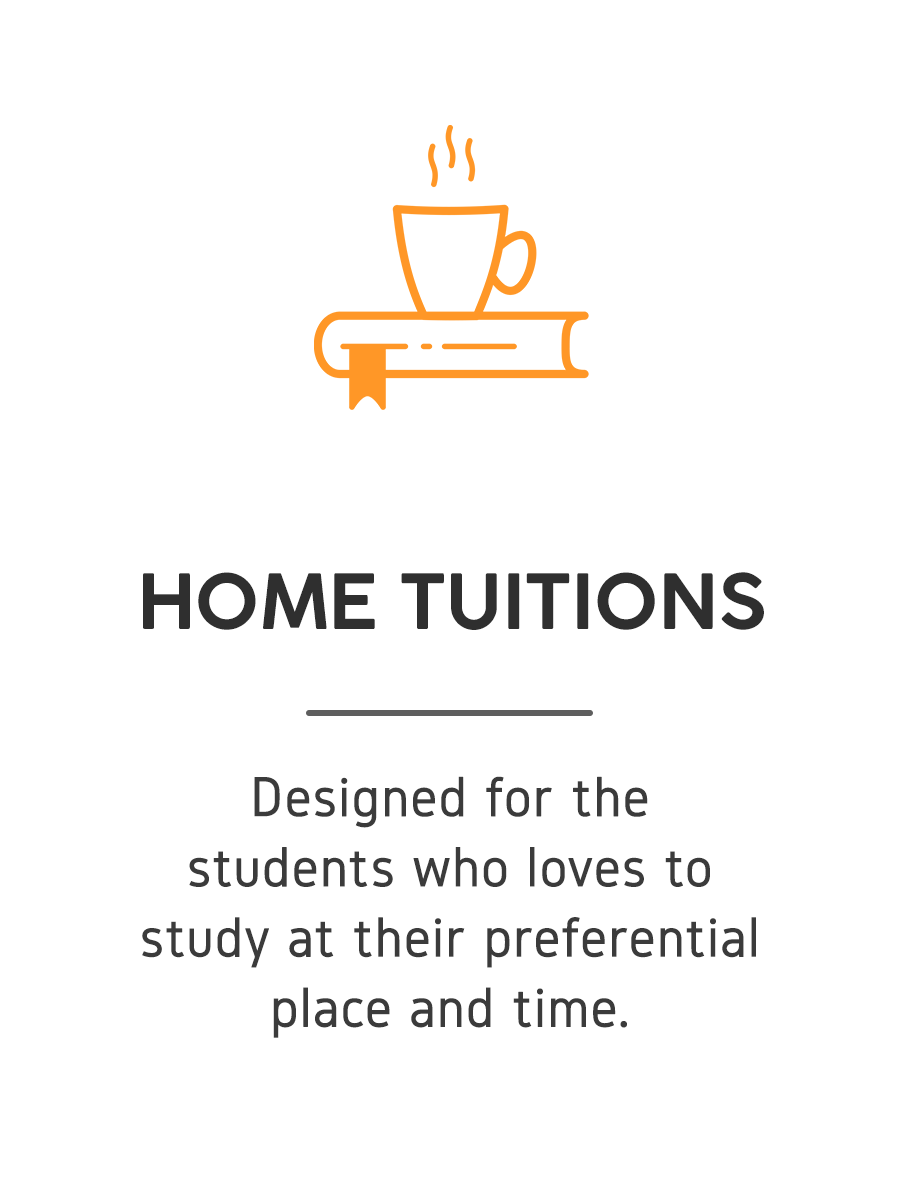 HOME TUITIONS
Designed for the
students who loves to
study at their preferential
place and time.